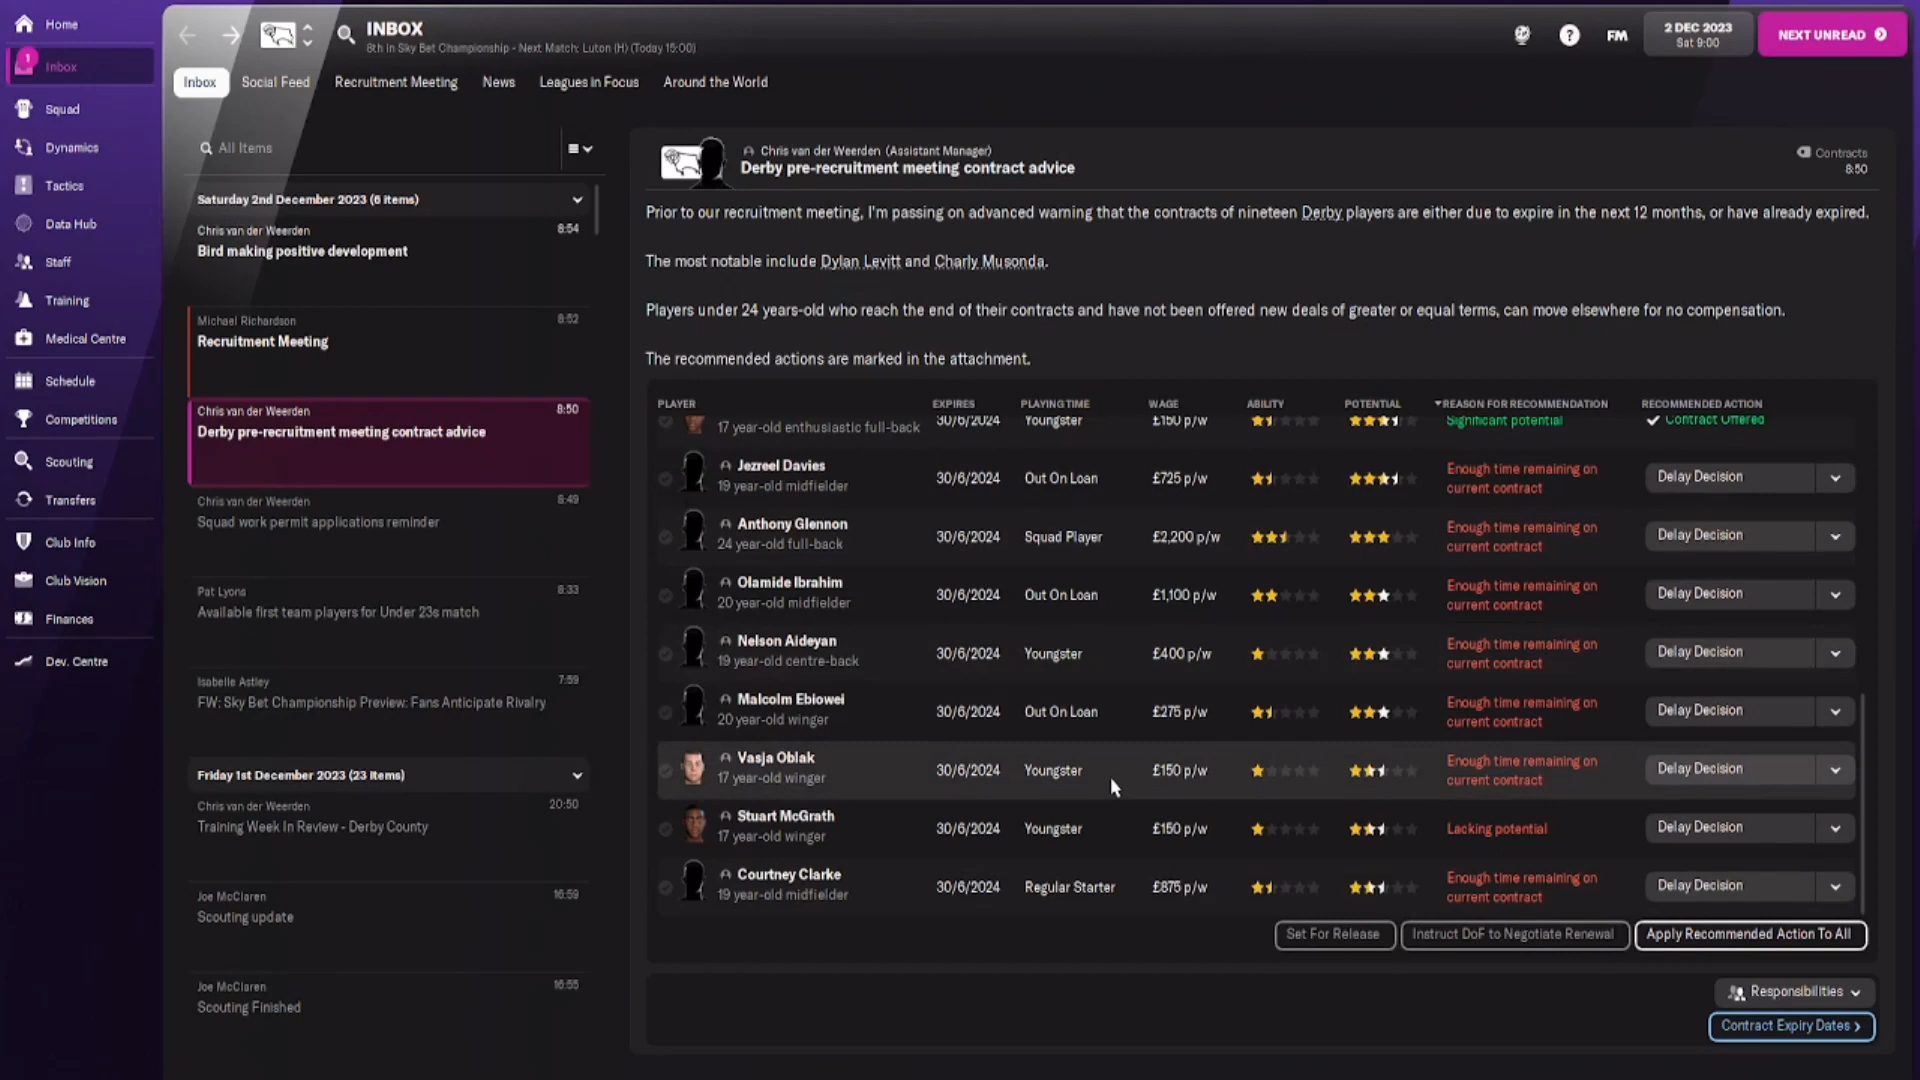 Home
Inbox
1
Squad
Dynamics
Tactics
Data Hub
Staff
Training
Medical Centre
Schedule
Competitions
Scouting
Transfers
Club Info
Club Vision
Finances
Dev. Centre
INBOX
8th in Sky Bet Championship - Next Match: Luton (H) (Today 15:00)
FM
2 DEC 2023
Sat 9:00
NEXT UNREAD
Inbox
Social Feed
Recruitment Meeting
News
Leagues in Focus
Around the World
All Items
Saturday 2nd December 2023 (6 Items)
Chris van der Weerden 8:54
Bird making positive development
Michael Richardson 8:52
Recruitment Meeting
Chris van der Weerden 8:50
Derby pre-recruitment meeting contract advice
Chris van der Weerden 8:49
Squad work permit applications reminder
Pat Lyons 8:33
Available first team players for Under 23s match
Isabelle Astley 7:59
FW: Sky Bet Championship Preview: Fans Anticipate Rivalry
Friday 1st December 2023 (23 Items)
Chris van der Weerden 20:50
Training Week In Review - Derby County
Joe McClaren 16:59
Scouting update
Joe McClaren 16:55
Scouting Finished
Chris van der Weerden (Assistant Manager)
Derby pre-recruitment meeting contract advice
Contracts
8:50
Prior to our recruitment meeting, I'm passing on advanced warning that the contracts of nineteen Derby players are either due to expire in the next 12 months, or have already expired.
The most notable include Dylan Levitt and Charly Musonda.
Players under 24 years-old who reach the end of their contracts and have not been offered new deals of greater or equal terms, can move elsewhere for no compensation.
The recommended actions are marked in the attachment.
PLAYER EXPIRES PLAYING TIME WAGE ABILITY POTENTIAL REASON FOR RECOMMENDATION RECOMMENDED ACTION
17 year-old enthusiastic full-back 30/6/2024 Youngster £150 p/w Significant potential Contract Offered
Jezreel Davies
19 year-old midfielder
30/6/2024 Out On Loan £725 p/w
Enough time remaining on
current contract
Delay Decision
Anthony Glennon
24 year-old full-back
30/6/2024 Squad Player £2,200 p/w
Enough time remaining on
current contract
Delay Decision
Olamide Ibrahim
20 year-old midfielder
30/6/2024 Out On Loan £1,100 p/w
Enough time remaining on
current contract
Delay Decision
Nelson Aideyan
19 year-old centre-back
30/6/2024 Youngster £400 p/w
Enough time remaining on
current contract
Delay Decision
Malcolm Ebiowei
20 year-old winger
30/6/2024 Out On Loan £275 p/w
Enough time remaining on
current contract
Delay Decision
Vasja Oblak
17 year-old winger
30/6/2024 Youngster £150 p/w
Enough time remaining on
current contract
Delay Decision
Stuart McGrath
17 year-old winger
30/6/2024 Youngster £150 p/w
Lacking potential
Delay Decision
Courtney Clarke
19 year-old midfielder
30/6/2024 Regular Starter £875 p/w
Enough time remaining on
current contract
Delay Decision
Set For Release
Instruct DoF to Negotiate Renewal
Apply Recommended Action To All
Responsibilities
Contract Expiry Dates